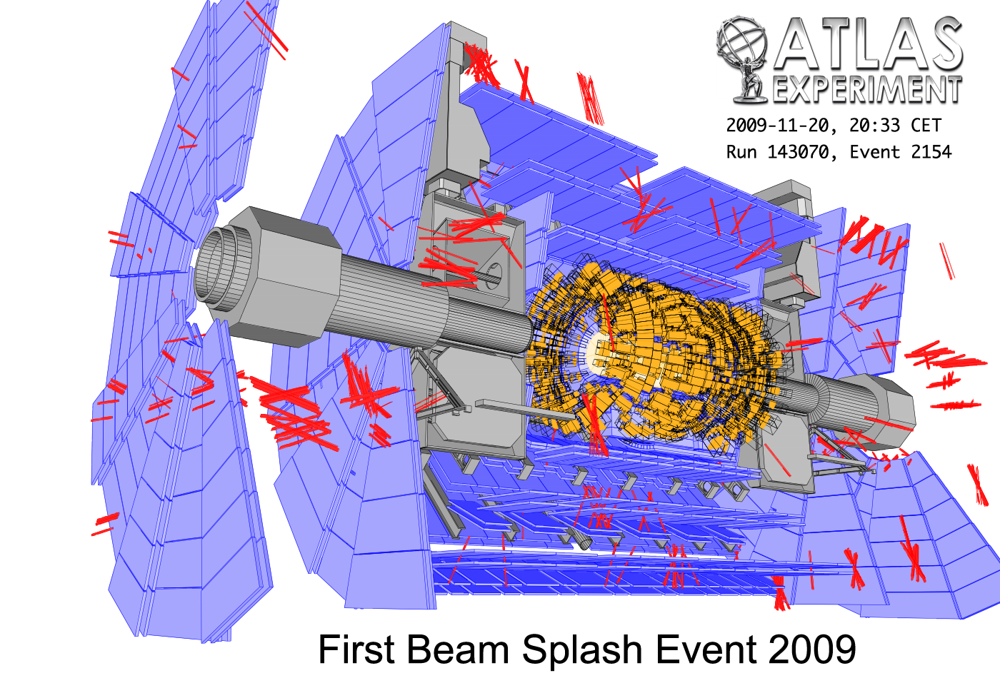 ATLAS
EXPERIMENT
2009-11-20, 20:33 CET
Run 143070, Event 2154
First Beam Splash Event 2009